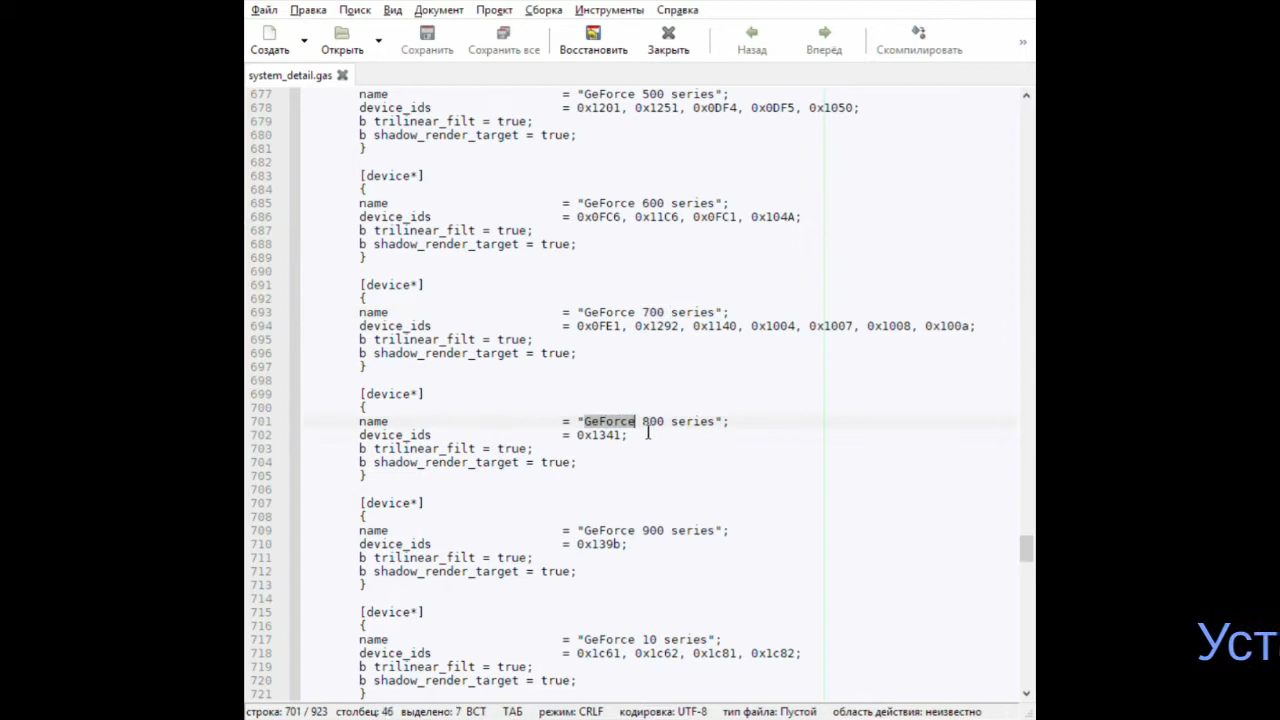 Файл Правка Поиск Вид Документ Проект Сборка Инструменты Справка
Создать Открыть Сохранить Сохранить все Восстановить Закрыть Назад Вперёд Скомпилировать »
system_detail.gas
677 name = "GeForce 500 series";
678 device_ids = 0x1201, 0x1251, 0x0DF4, 0x0DF5, 0x1050;
679 b trilinear_filt = true;
680 b shadow_render_target = true;
681 }
682
683 [device*]
684 {
685 name = "GeForce 600 series";
686 device_ids = 0x0FC6, 0x11C6, 0x0FC1, 0x104A;
687 b trilinear_filt = true;
688 b shadow_render_target = true;
689 }
690
691 [device*]
692 {
693 name = "GeForce 700 series";
694 device_ids = 0x0FE1, 0x1292, 0x1140, 0x1004, 0x1007, 0x1008, 0x100a;
695 b trilinear_filt = true;
696 b shadow_render_target = true;
697 }
698
699 [device*]
700 {
701 name = "GeForce 800 series";
702 device_ids = 0x1341;
703 b trilinear_filt = true;
704 b shadow_render_target = true;
705 }
706
707 [device*]
708 {
709 name = "GeForce 900 series";
710 device_ids = 0x139b;
711 b trilinear_filt = true;
712 b shadow_render_target = true;
713 }
714
715 [device*]
716 {
717 name = "GeForce 10 series";
718 device_ids = 0x1c61, 0x1c62, 0x1c81, 0x1c82;
719 b trilinear_filt = true;
720 b shadow_render_target = true;
721 }
Уст
строка: 701 / 923 столбец: 46 выделено: 7 ВСТ ТАБ режим: CRLF кодировка: UTF-8 тип файла: Пустой область действия: неизвестно